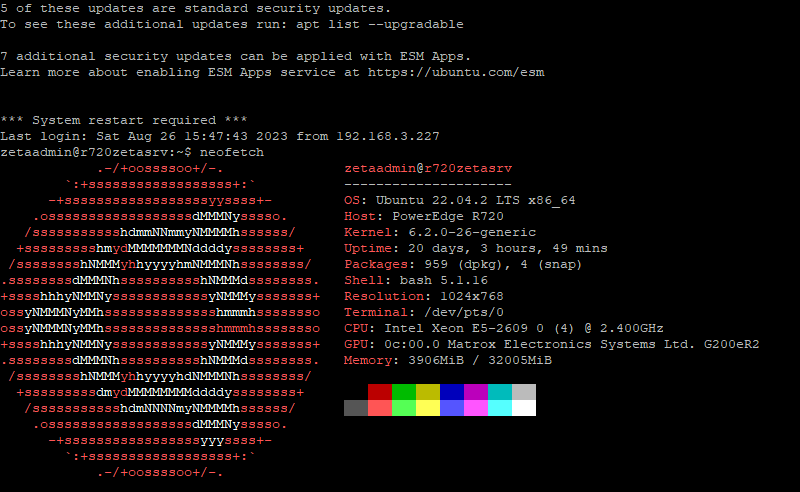 5 of these updates are standard security updates.
To see these additional updates run: apt list --upgradable

7 additional security updates can be applied with ESM Apps.
Learn more about enabling ESM Apps service at https://ubuntu.com/esm

*** System restart required ***
Last login: Sat Aug 26 15:47:43 2023 from 192.168.3.227
zetaadmin@r720zetasrv:~$ neofetch
            .-/+oossssoo+/-.               zetaadmin@r720zetasrv
        `:+ssssssssssssssssss+:`           ---------------------
      -+ssssssssssssssssssyyssss+-         OS: Ubuntu 22.04.2 LTS x86_64
    .ossssssssssssssssssdMMMNysssso.       Host: PowerEdge R720
   /ssssssssssshdmmNNmmyNMMMMhssssss/      Kernel: 6.2.0-26-generic
  +ssssssssshmydMMMMMMMNddddyssssssss+     Uptime: 20 days, 3 hours, 49 mins
 /sssssssshNMMMyhhyyyyhmNMMMNhssssssss/    Packages: 959 (dpkg), 4 (snap)
.ssssssssdMMMNhsssssssssshNMMMdssssssss.   Shell: bash 5.1.16
+sssshhhyNMMNyssssssssssssyNMMMysssssss+   Resolution: 1024x768
ossyNMMMNyMMhsssssssssssssshmmmhssssssso   Terminal: /dev/pts/0
ossyNMMMNyMMhsssssssssssssshmmmhssssssso   CPU: Intel Xeon E5-2609 0 (4) @ 2.400GHz
+sssshhhyNMMNyssssssssssssyNMMMysssssss+   GPU: 0c:00.0 Matrox Electronics Systems Ltd. G200eR2
.ssssssssdMMMNhsssssssssshNMMMdssssssss.   Memory: 3906MiB / 32005MiB
 /sssssssshNMMMyhhyyyyhdNMMMNhssssssss/
  +sssssssssdmydMMMMMMMMddddyssssssss+
   /ssssssssssshdmNNNNmyNMMMMhssssss/
    .ossssssssssssssssssdMMMNysssso.
      -+sssssssssssssssssyyyssss+-
        `:+ssssssssssssssssss+:`
            .-/+oossssoo+/-.